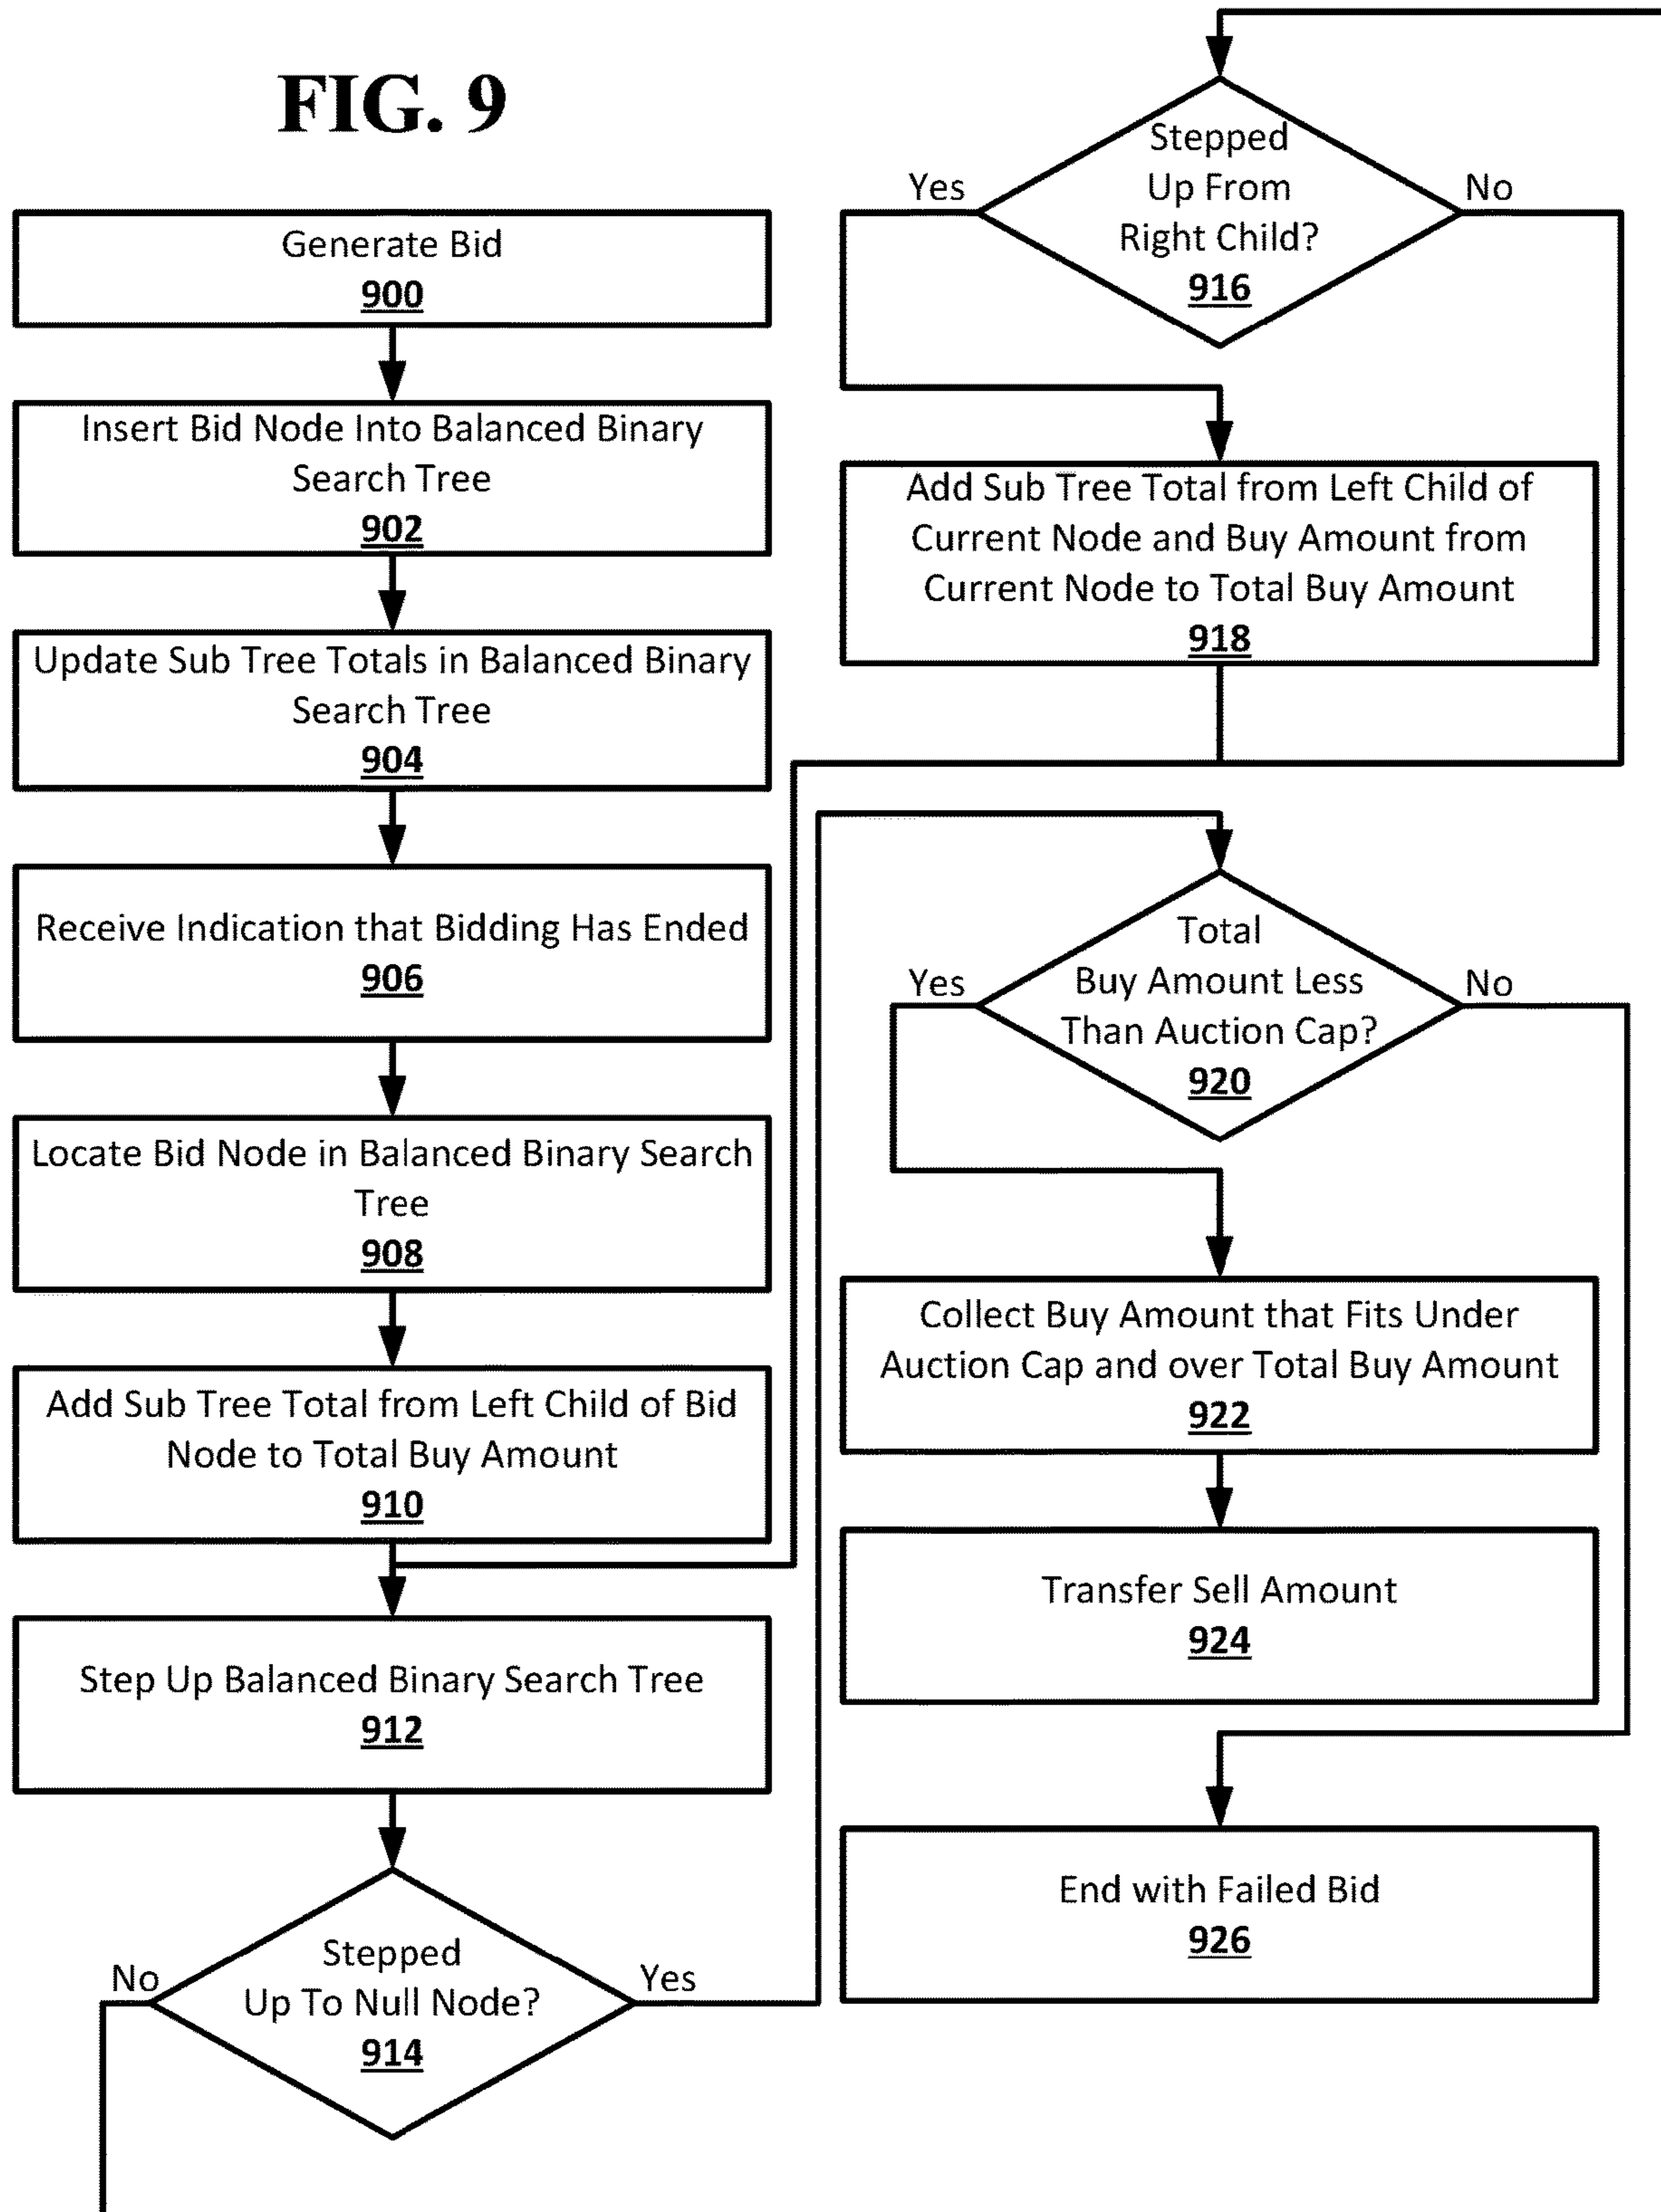 FIG. 9
Generate Bid
900
Insert Bid Node Into Balanced Binary
Search Tree
902
Update Sub Tree Totals in Balanced Binary
Search Tree
904
Receive Indication that Bidding Has Ended
906
Locate Bid Node in Balanced Binary Search
Tree
908
Add Sub Tree Total from Left Child of Bid
Node to Total Buy Amount
910
Step Up Balanced Binary Search Tree
912
Stepped
Up To Null Node?
914
No
Yes
Stepped
Up From
Right Child?
916
Yes
No
Add Sub Tree Total from Left Child of
Current Node and Buy Amount from
Current Node to Total Buy Amount
918
Total
Buy Amount Less
Than Auction Cap?
920
Yes
No
Collect Buy Amount that Fits Under
Auction Cap and over Total Buy Amount
922
Transfer Sell Amount
924
End with Failed Bid
926